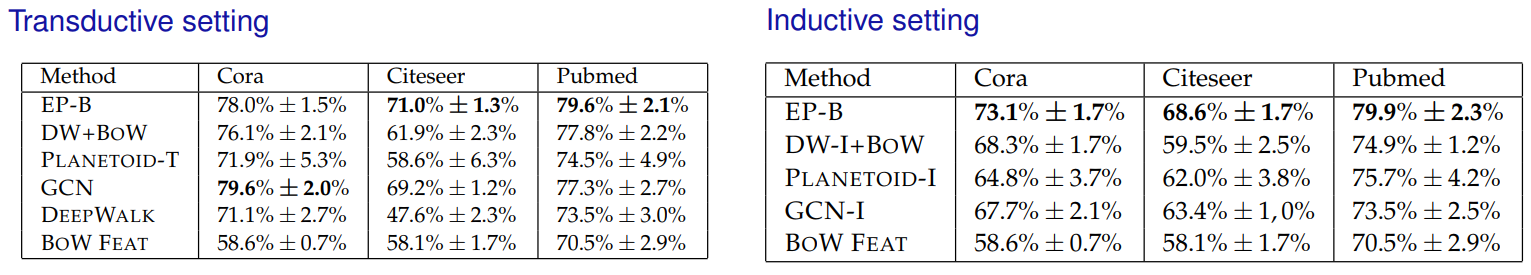 Transductive setting
Method Cora Citeseer Pubmed
EP-B 78.0% ± 1.5% 71.0% ± 1.3% 79.6% ± 2.1%
DW+BOW 76.1% ± 2.1% 61.9% ± 2.3% 77.8% ± 2.2%
PLANETOID-T 71.9% ± 5.3% 58.6% ± 6.3% 74.5% ± 4.9%
GCN 79.6% ± 2.0% 69.2% ± 1.2% 77.3% ± 2.7%
DEEPWALK 71.1% ± 2.7% 47.6% ± 2.3% 73.5% ± 3.0%
BOW FEAT 58.6% ± 0.7% 58.1% ± 1.7% 70.5% ± 2.9%
Inductive setting
Method Cora Citeseer Pubmed
EP-B 73.1% ± 1.7% 68.6% ± 1.7% 79.9% ± 2.3%
DW-I+BOW 68.3% ± 1.7% 59.5% ± 2.5% 74.9% ± 1.2%
PLANETOID-I 64.8% ± 3.7% 62.0% ± 3.8% 75.7% ± 4.2%
GCN-I 67.7% ± 2.1% 63.4% ± 1,0% 73.5% ± 2.5%
BOW FEAT 58.6% ± 0.7% 58.1% ± 1.7% 70.5% ± 2.9%